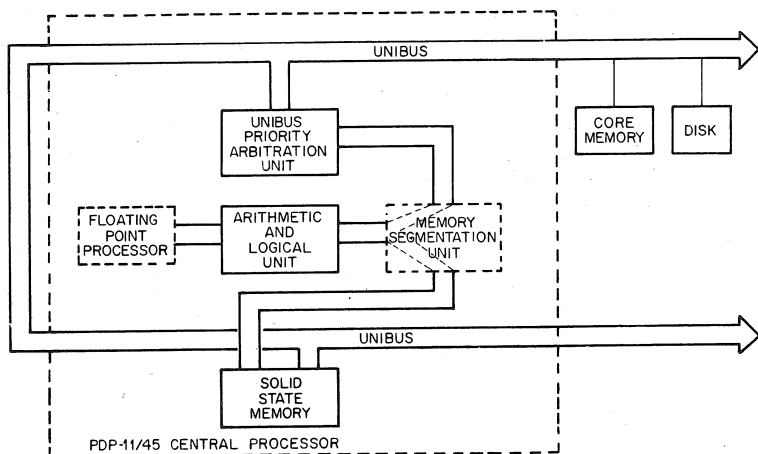 UNIBUS
UNIBUS
PRIORITY
ARBITRATION
UNIT
CORE
MEMORY
DISK
FLOATING
POINT
PROCESSOR
ARITHMETIC
AND
LOGICAL
UNIT
MEMORY
SEGMENTATION
UNIT
UNIBUS
SOLID
STATE
MEMORY
PDP-11/45 CENTRAL PROCESSOR